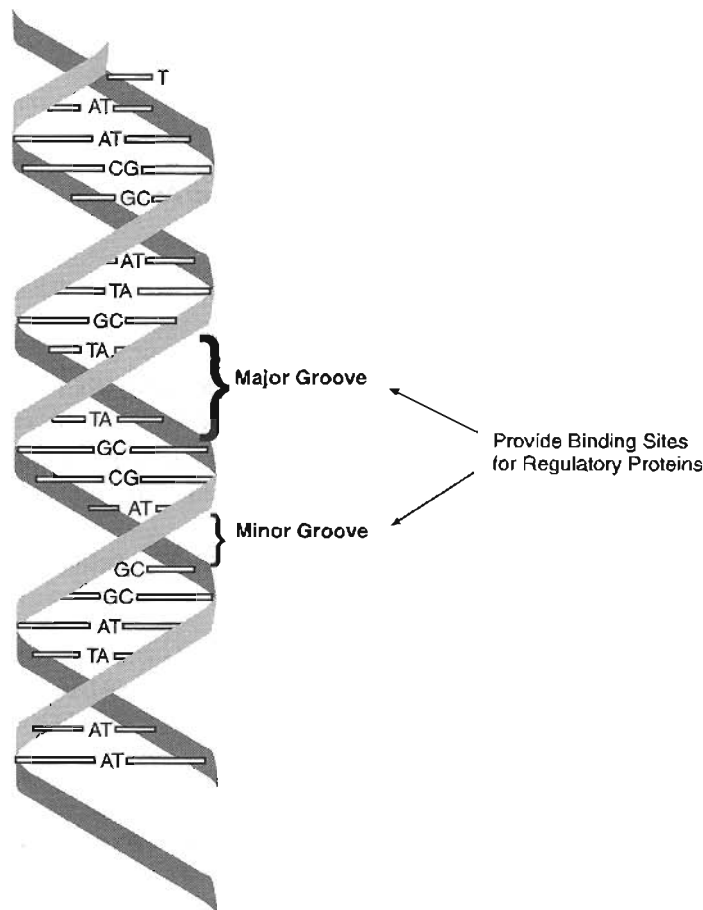 T
AT
AT
CG
GC
AT
TA
GC
TA
Major Groove
TA
Provide Binding Sites
for Regulatory Proteins
GC
CG
AT
Minor Groove
GC
GC
AT
TA
AT
AT